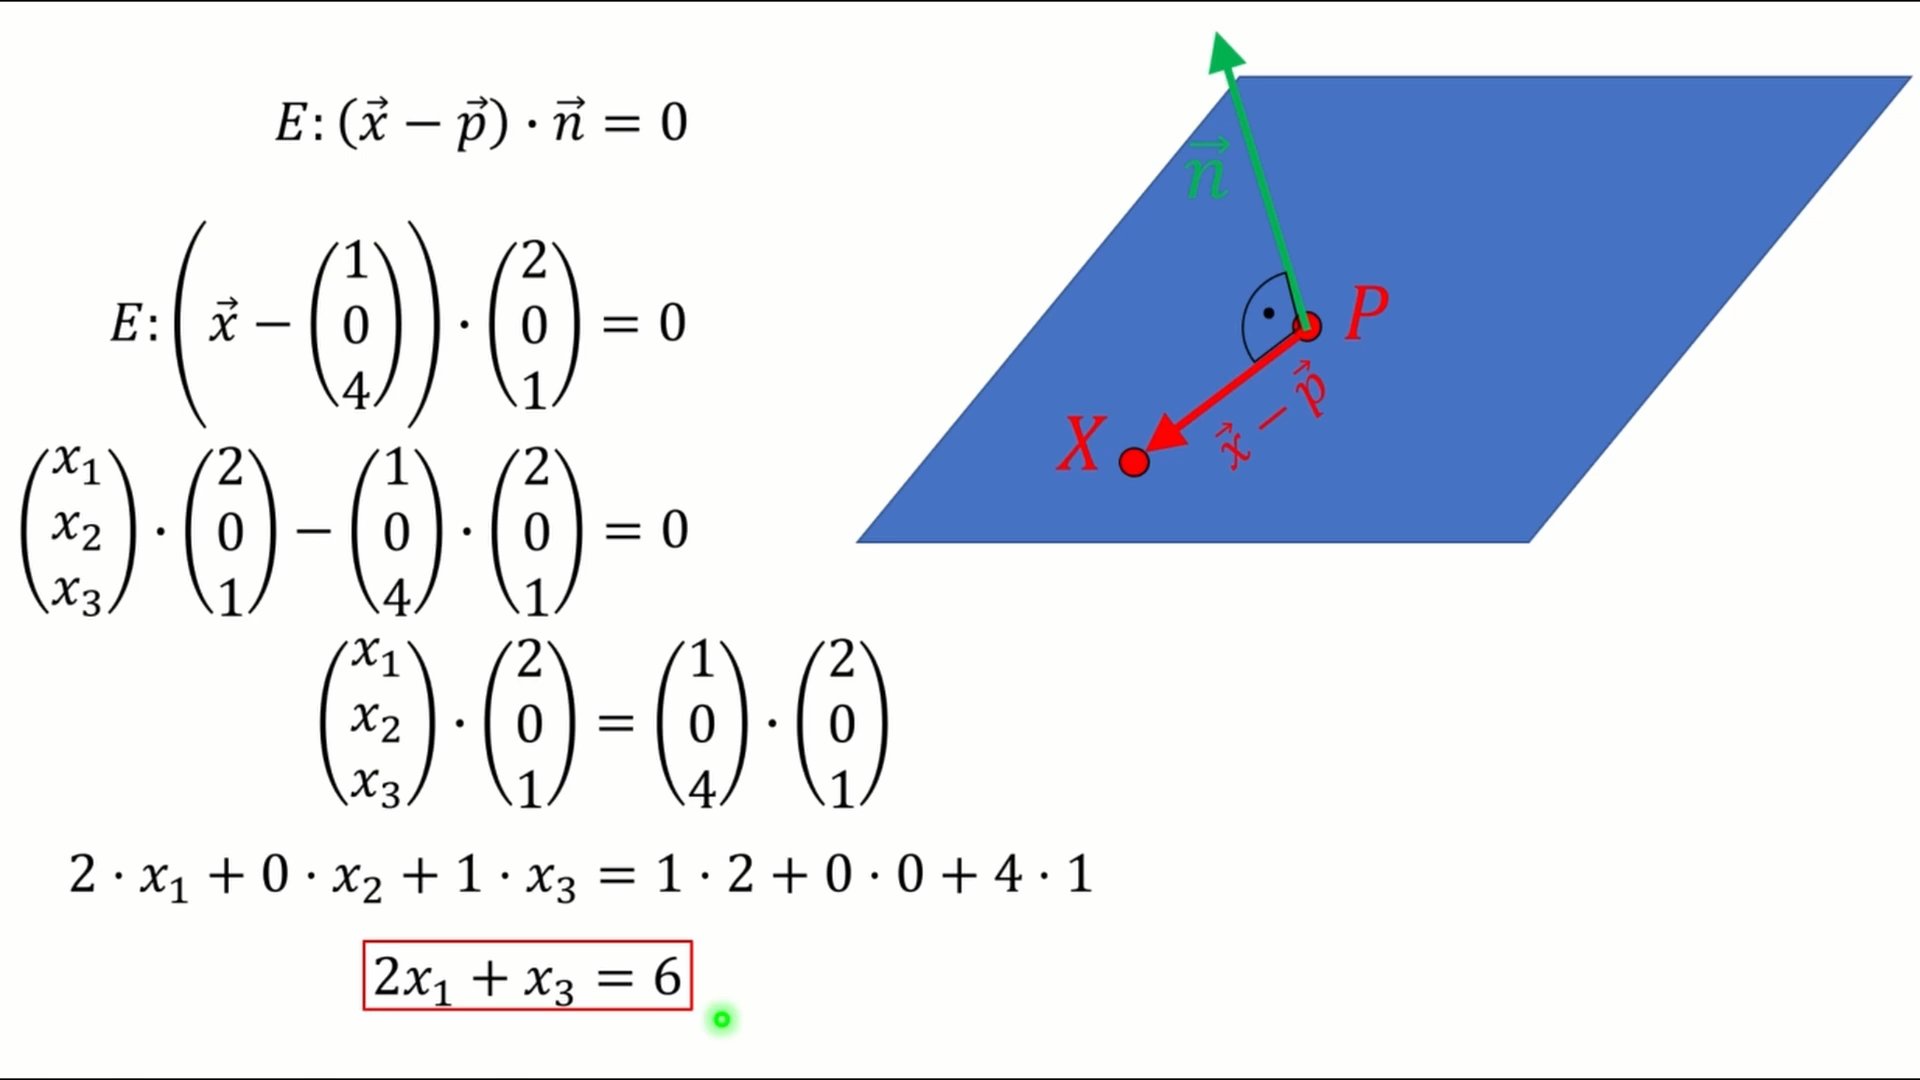 E: (x⃗ − p⃗) · n⃗ = 0
E: (x⃗ − (1 0 4)) · (2 0 1) = 0
(x₁ x₂ x₃) · (2 0 1) − (1 0 4) · (2 0 1) = 0
(x₁ x₂ x₃) · (2 0 1) = (1 0 4) · (2 0 1)
2 · x₁ + 0 · x₂ + 1 · x₃ = 1 · 2 + 0 · 0 + 4 · 1
2x₁ + x₃ = 6
n⃗
P
X
x⃗ − p⃗